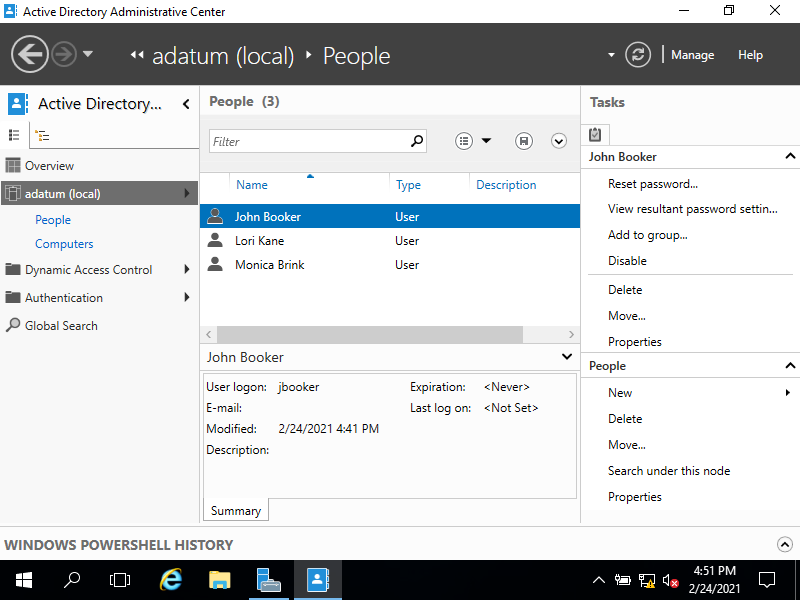 Active Directory Administrative Center
adatum (local) People
Manage Help
Active Directory...
Overview
adatum (local)
People
Computers
Dynamic Access Control
Authentication
Global Search
People (3)
Filter
Name Type Description
John Booker User
Lori Kane User
Monica Brink User
John Booker
User logon: jbooker Expiration: <Never>
E-mail: Last log on: <Not Set>
Modified: 2/24/2021 4:41 PM
Description:
Summary
Tasks
John Booker
Reset password...
View resultant password settin...
Add to group...
Disable
Delete
Move...
Properties
People
New
Delete
Move...
Search under this node
Properties
WINDOWS POWERSHELL HISTORY
4:51 PM
2/24/2021